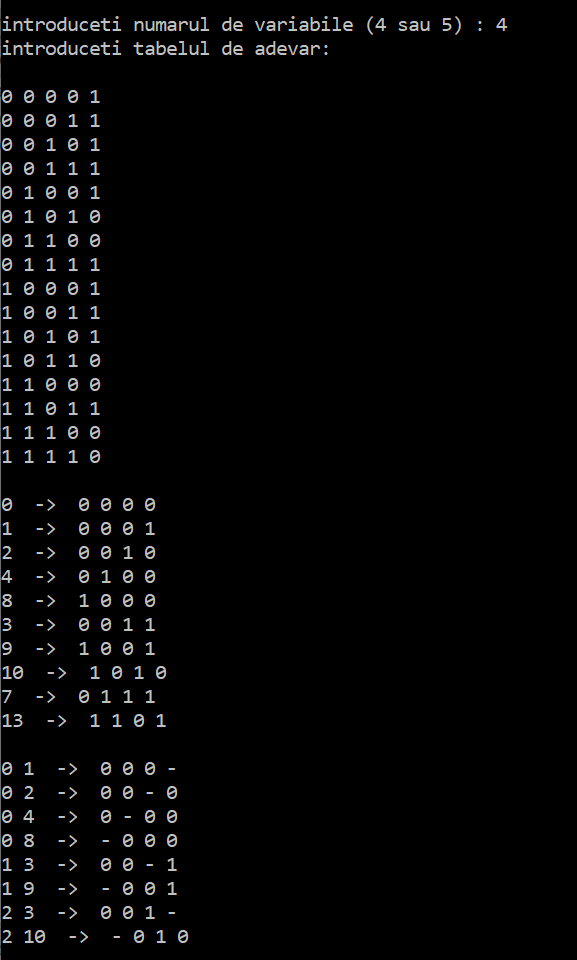 introduceti numarul de variabile (4 sau 5) : 4
introduceti tabelul de adevar:
0 0 0 0 1
0 0 0 1 1
0 0 1 0 1
0 0 1 1 1
0 1 0 0 1
0 1 0 1 0
0 1 1 0 0
0 1 1 1 1
1 0 0 0 1
1 0 0 1 1
1 0 1 0 1
1 0 1 1 0
1 1 0 0 0
1 1 0 1 1
1 1 1 0 0
1 1 1 1 0
0  ->  0 0 0 0
1  ->  0 0 0 1
2  ->  0 0 1 0
4  ->  0 1 0 0
8  ->  1 0 0 0
3  ->  0 0 1 1
9  ->  1 0 0 1
10  ->  1 0 1 0
7  ->  0 1 1 1
13  ->  1 1 0 1
0 1  ->  0 0 0 -
0 2  ->  0 0 - 0
0 4  ->  0 - 0 0
0 8  ->  - 0 0 0
1 3  ->  0 0 - 1
1 9  ->  - 0 0 1
2 3  ->  0 0 1 -
2 10  ->  - 0 1 0